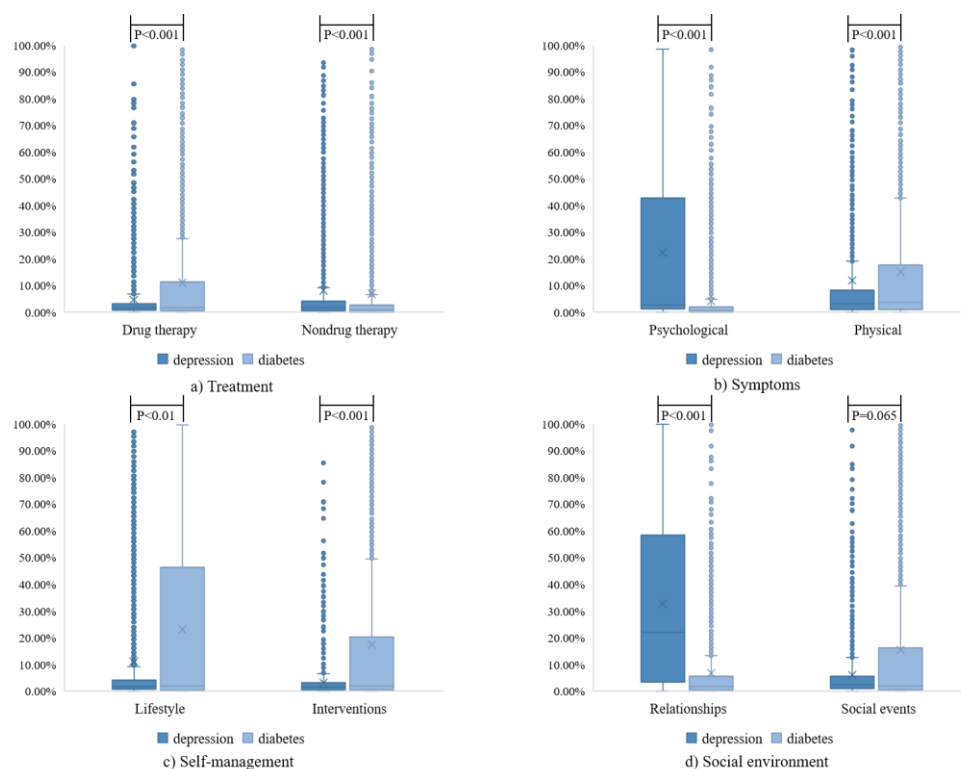 P<0.001 P<0.001
100.00%
90.00%
80.00%
70.00%
60.00%
50.00%
40.00%
30.00%
20.00%
10.00%
0.00%
Drug therapy Nondrug therapy
depression diabetes
a) Treatment
P<0.001 P<0.001
100.00%
90.00%
80.00%
70.00%
60.00%
50.00%
40.00%
30.00%
20.00%
10.00%
0.00%
Psychological Physical
depression diabetes
b) Symptoms
P<0.01 P<0.001
100.00%
90.00%
80.00%
70.00%
60.00%
50.00%
40.00%
30.00%
20.00%
10.00%
0.00%
Lifestyle Interventions
depression diabetes
c) Self-management
P<0.001 P=0.065
100.00%
90.00%
80.00%
70.00%
60.00%
50.00%
40.00%
30.00%
20.00%
10.00%
0.00%
Relationships Social events
depression diabetes
d) Social environment